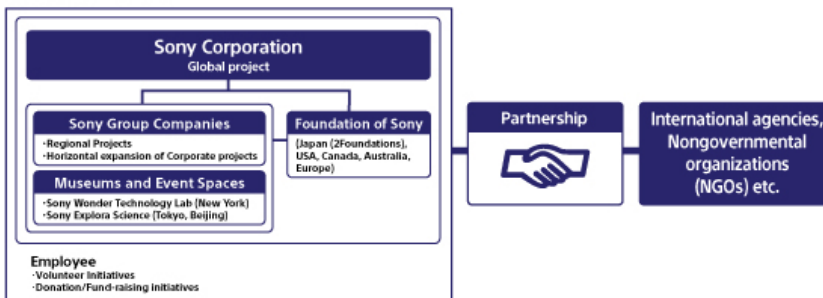 Sony Corporation
Global project
Sony Group Companies
·Regional Projects
·Horizontal expansion of Corporate projects
Museums and Event Spaces
·Sony Wonder Technology Lab (New York)
·Sony Explora Science (Tokyo, Beijing)
Foundation of Sony
(Japan (2Foundations),
USA, Canada, Australia,
Europe)
Employee
·Volunteer Initiatives
·Donation/Fund-raising initiatives
Partnership
International agencies,
Nongovernmental
organizations
(NGOs) etc.